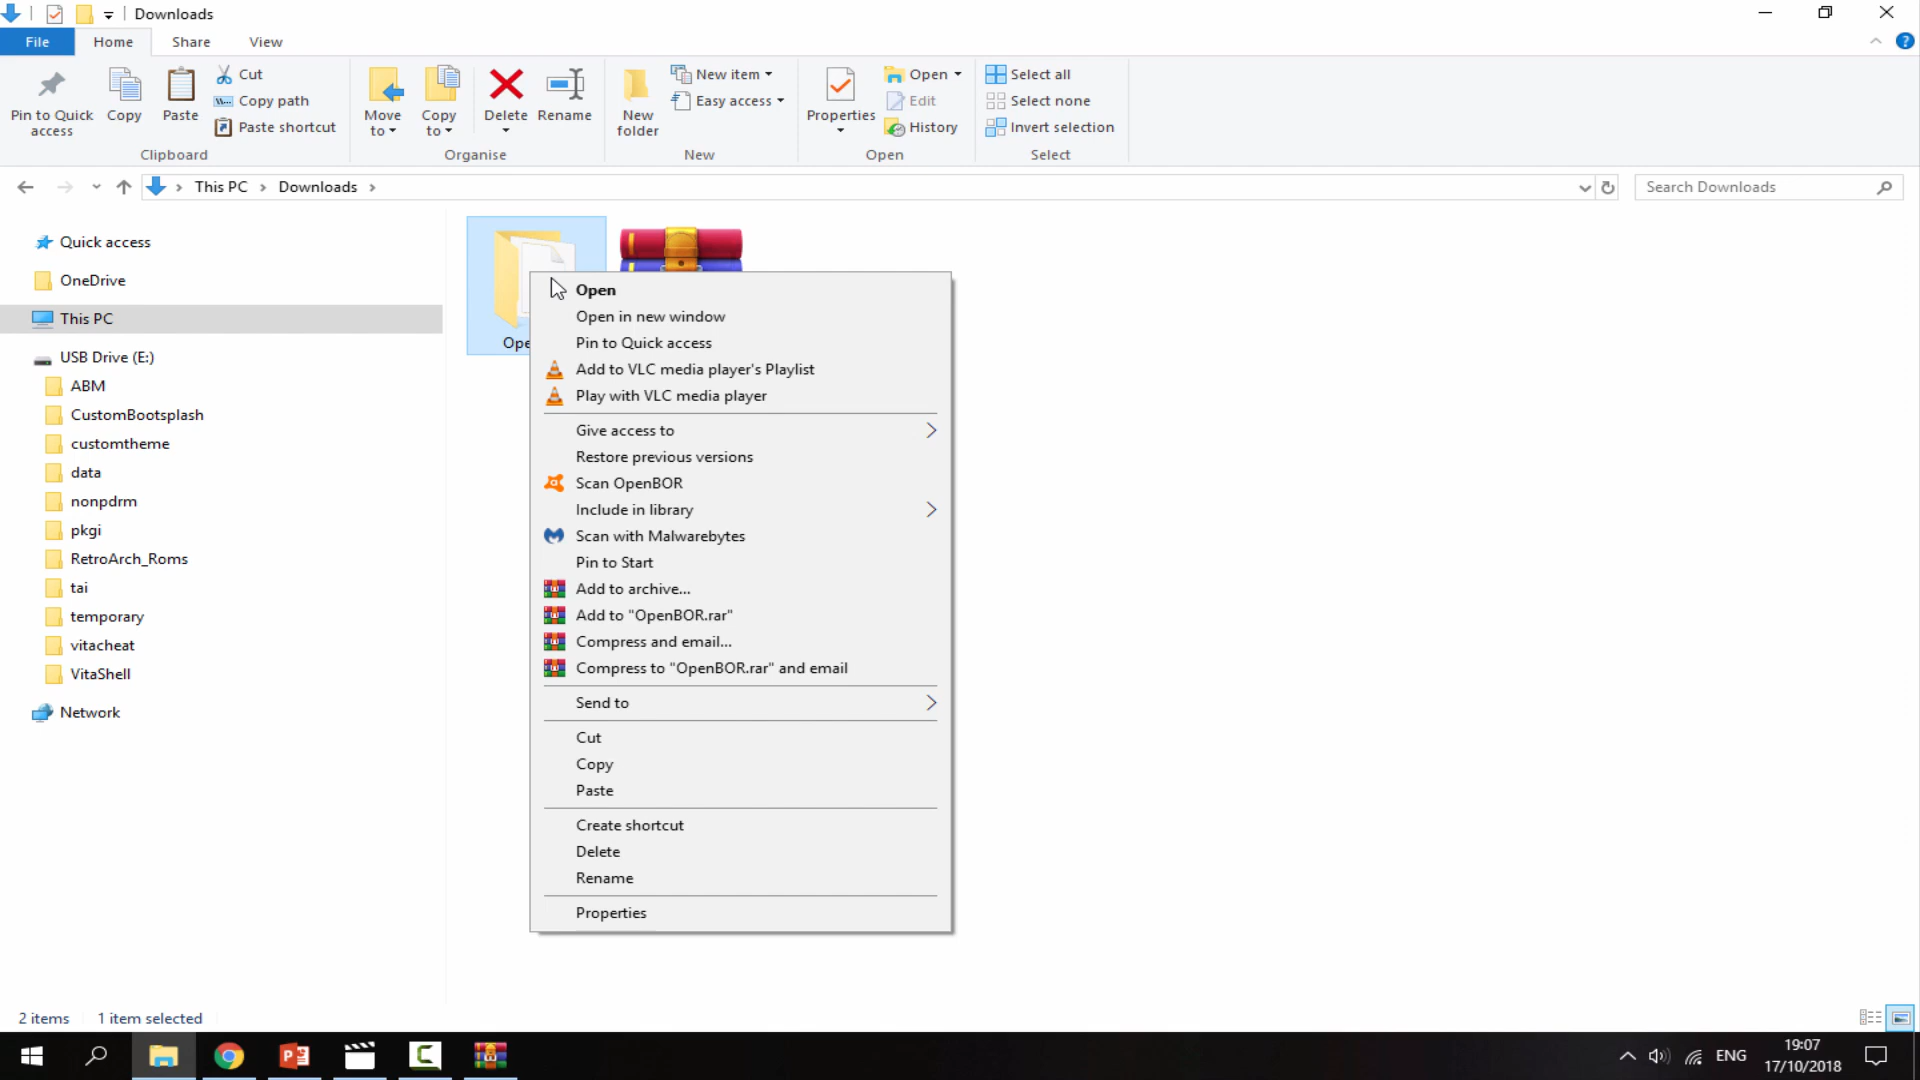 Downloads
File
Home
Share
View
Pin to Quick
access
Copy
Paste
Cut
Copy path
Paste shortcut
Clipboard
Move
to
Copy
to
Delete
Rename
Organise
New
folder
New item
Easy access
New
Properties
Open
Edit
History
Open
Select all
Select none
Invert selection
Select
This PC
Downloads
Search Downloads
Quick access
OneDrive
This PC
USB Drive (E:)
ABM
CustomBootsplash
customtheme
data
nonpdrm
pkgi
RetroArch_Roms
tai
temporary
vitacheat
VitaShell
Network
Ope
Open
Open in new window
Pin to Quick access
Add to VLC media player's Playlist
Play with VLC media player
Give access to
Restore previous versions
Scan OpenBOR
Include in library
Scan with Malwarebytes
Pin to Start
Add to archive...
Add to "OpenBOR.rar"
Compress and email...
Compress to "OpenBOR.rar" and email
Send to
Cut
Copy
Paste
Create shortcut
Delete
Rename
Properties
2 items
1 item selected
ENG
19:07
17/10/2018